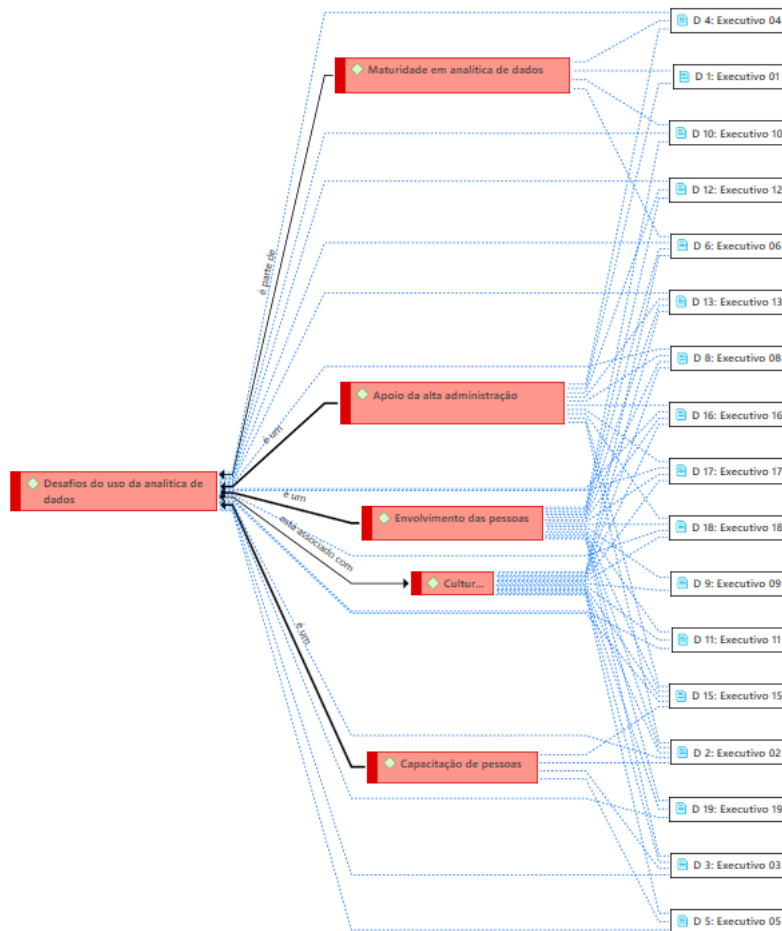 D 4: Executivo 04
Maturidade em analítica de dados
D 1: Executivo 01
D 10: Executivo 10
D 12: Executivo 12
é parte de
D 6: Executivo 06
D 13: Executivo 13
D 8: Executivo 08
Apoio da alta administração
D 16: Executivo 16
é um
D 17: Executivo 17
Desafios do uso da analítica de
dados
é um
Envolvimento das pessoas
D 18: Executivo 18
está associado com
Cultur...
D 9: Executivo 09
é um
D 11: Executivo 11
D 15: Executivo 15
D 2: Executivo 02
Capacitação de pessoas
D 19: Executivo 19
D 3: Executivo 03
D 5: Executivo 05